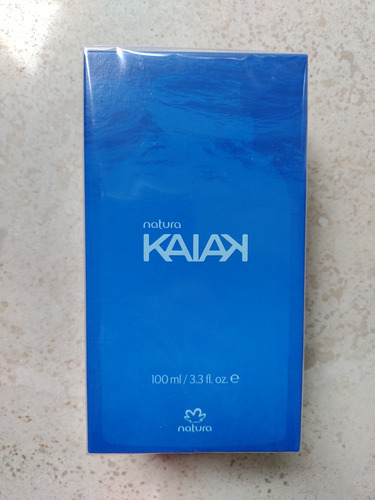 natura
KAIAK
100 ml / 3.3 fl. oz. ℮
natura